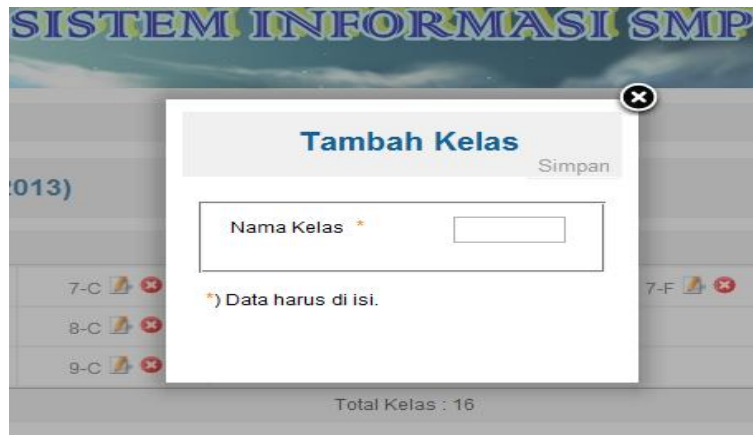 SISTEM INFORMASI SMP
Tambah Kelas
Simpan
:013)
Nama Kelas *
7-C
7-F
*) Data harus di isi.
8-C
9-C
Total Kelas : 16